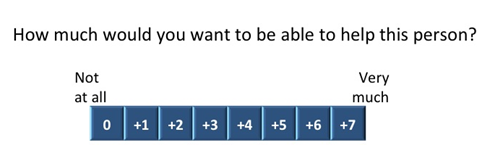 How much would you want to be able to help this person?
Not Very
at all much
0 +1 +2 +3 +4 +5 +6 +7